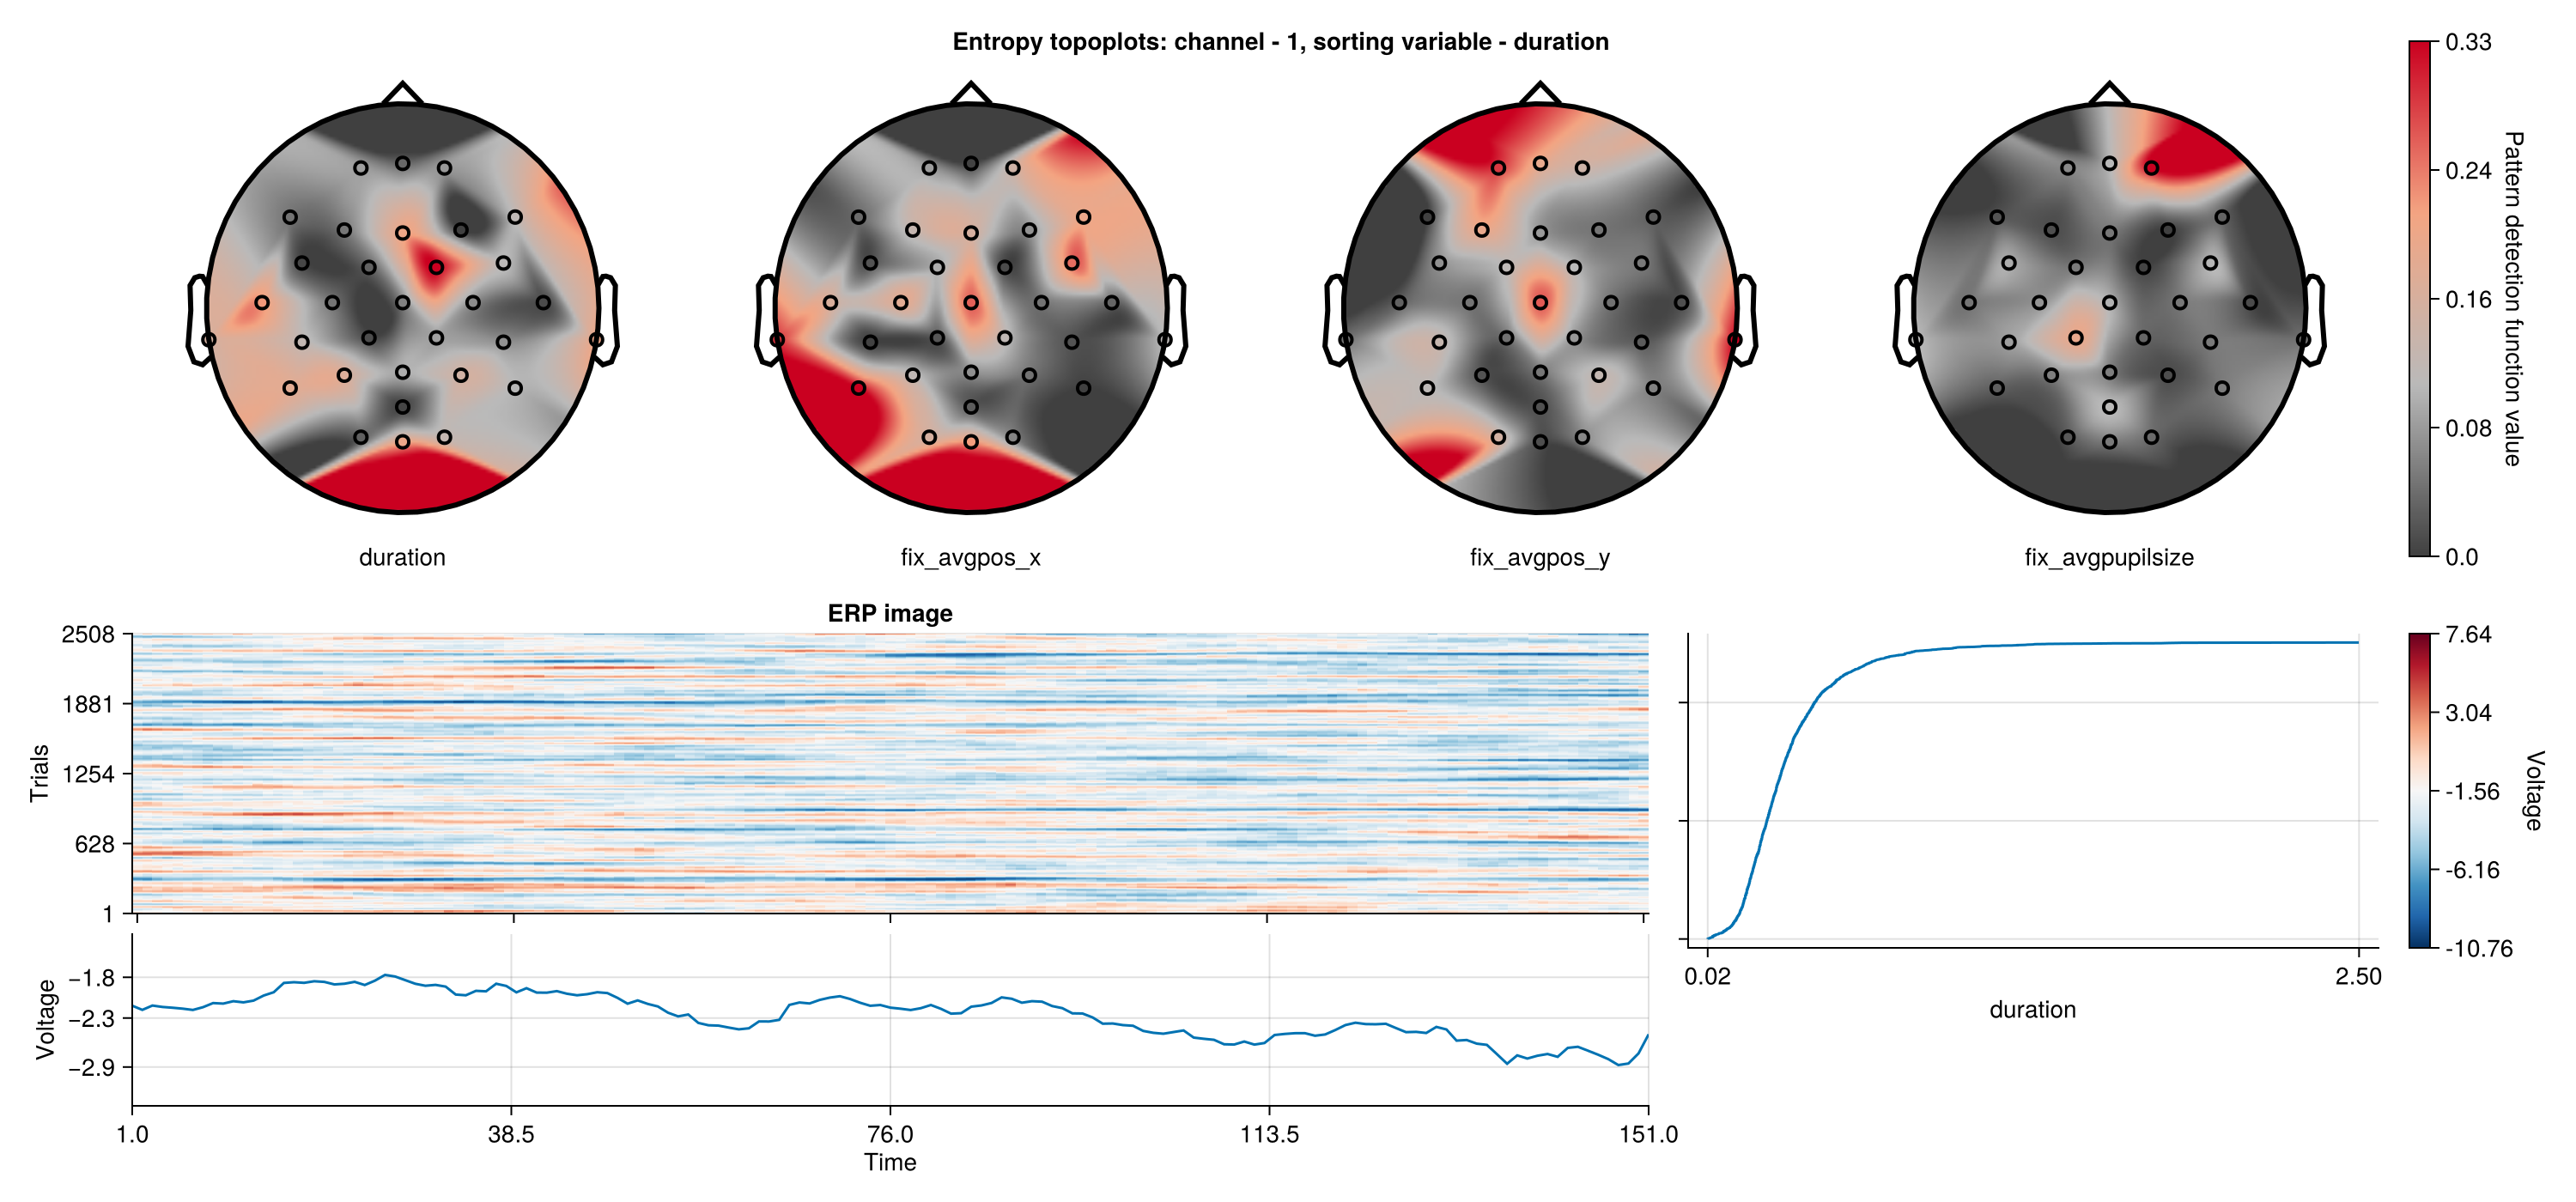 Entropy topoplots: channel - 1, sorting variable - duration
duration
fix_avgpos_x
fix_avgpos_y
fix_avgpupilsize
0.33
0.24
0.16
0.08
0.0
Pattern detection function value
ERP image
2508
1881
1254
628
1
Trials
−1.8
−2.3
−2.9
Voltage
1.0
38.5
76.0
113.5
151.0
Time
0.02
2.50
duration
7.64
3.04
-1.56
-6.16
-10.76
Voltage